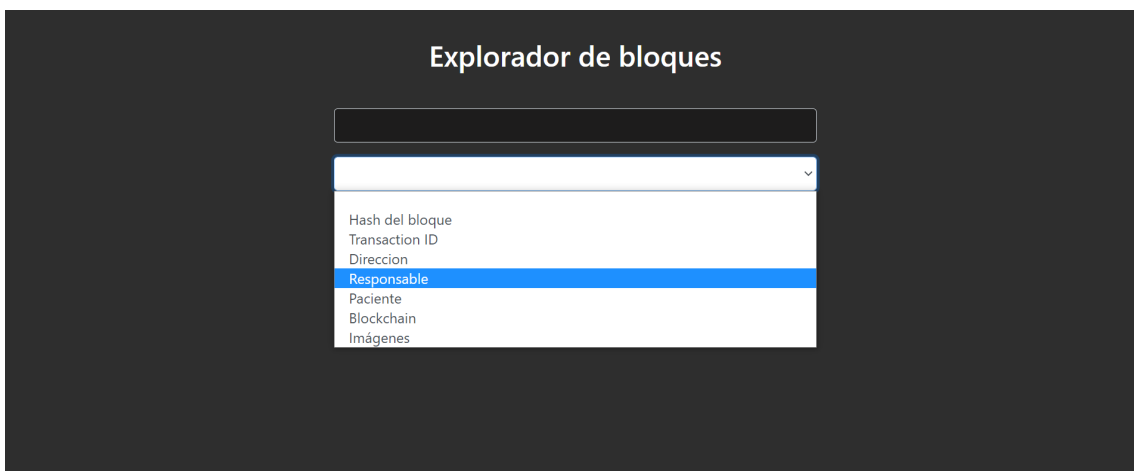 Explorador de bloques
Hash del bloque
Transaction ID
Direccion
Responsable
Paciente
Blockchain
Imágenes